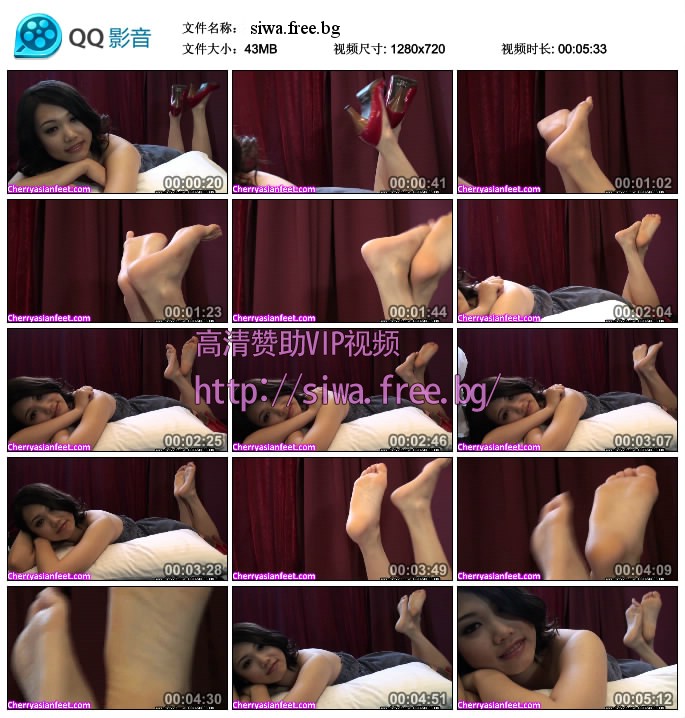 QQ 影音
文件名称: siwa.free.bg
文件大小: 43MB 视频尺寸: 1280x720 视频时长: 00:05:33
Cherryasianfeet.com 00:00:20
Cherryasianfeet.com 00:00:41
Cherryasianfeet.com 00:01:02
Cherryasianfeet.com 00:01:23
Cherryasianfeet.com 00:01:44
Cherryasianfeet.com 00:02:04
高清赞助VIP视频
http://siwa.free.bg/
Cherryasianfeet.com 00:02:25
Cherryasianfeet.com 00:02:46
Cherryasianfeet.com 00:03:07
Cherryasianfeet.com 00:03:28
Cherryasianfeet.com 00:03:49
Cherryasianfeet.com 00:04:09
Cherryasianfeet.com 00:04:30
Cherryasianfeet.com 00:04:51
Cherryasianfeet.com 00:05:12